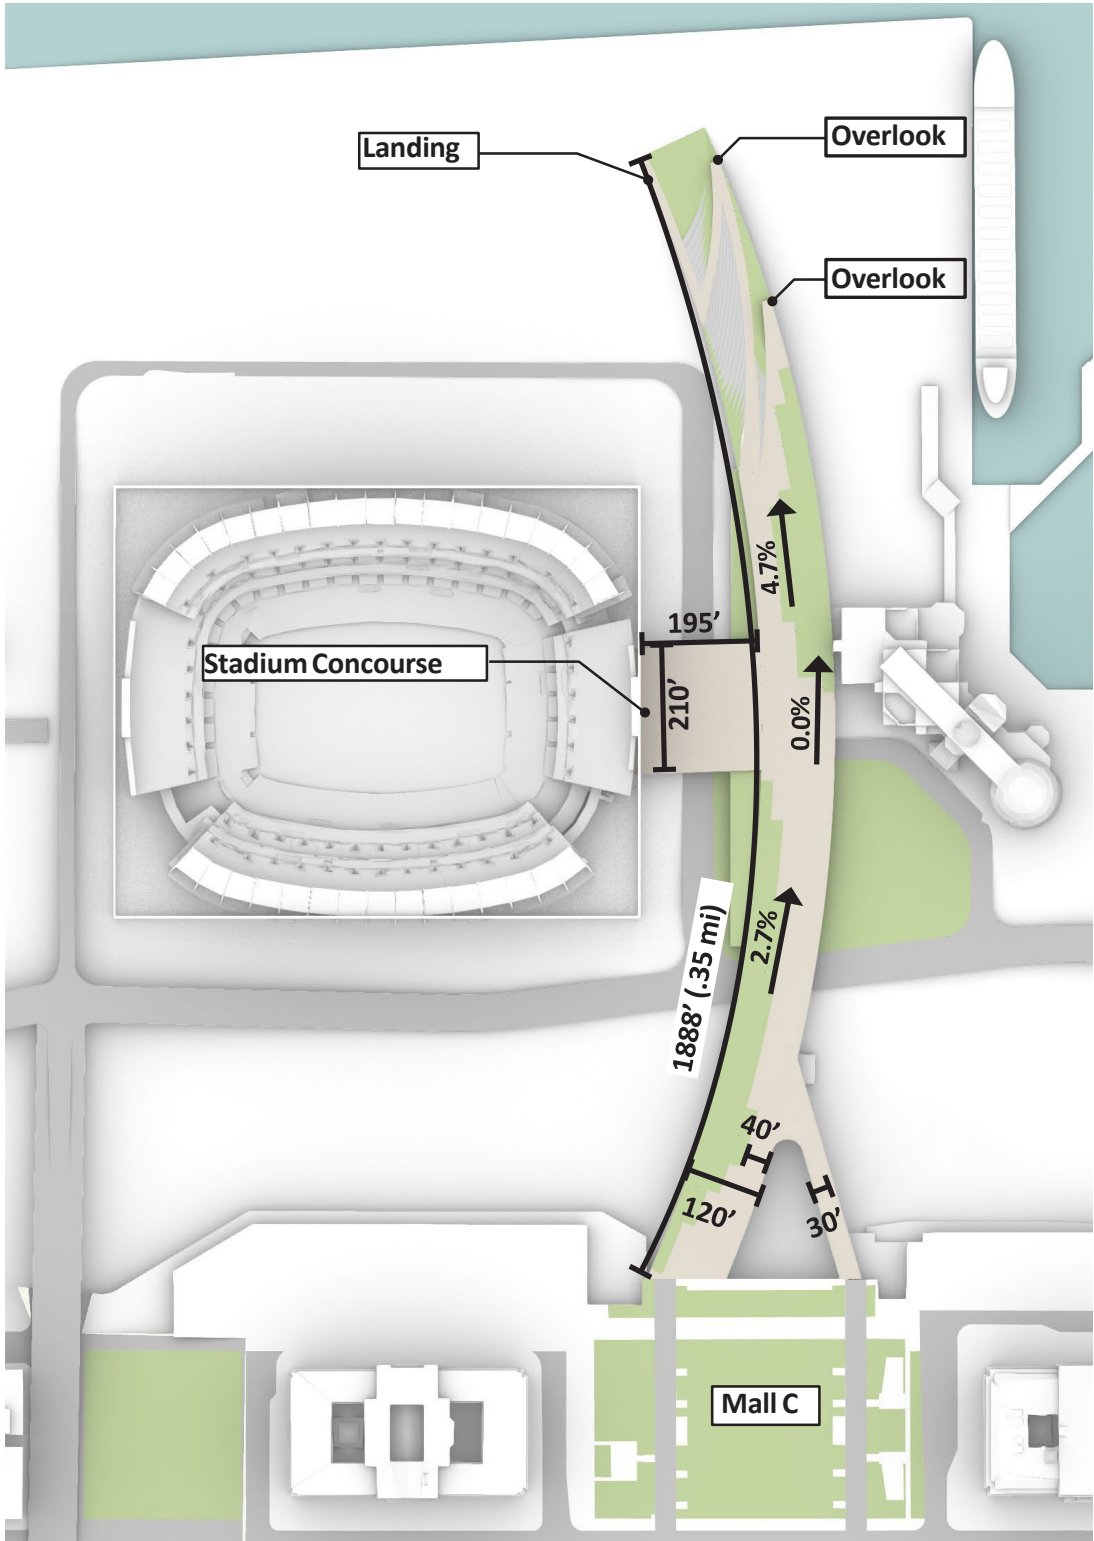 Landing
Overlook
Overlook
4.7%
195’
Stadium Concourse
210’
0.0%
2.7%
1888’ (.35 mi)
40’
120’
30’
Mall C